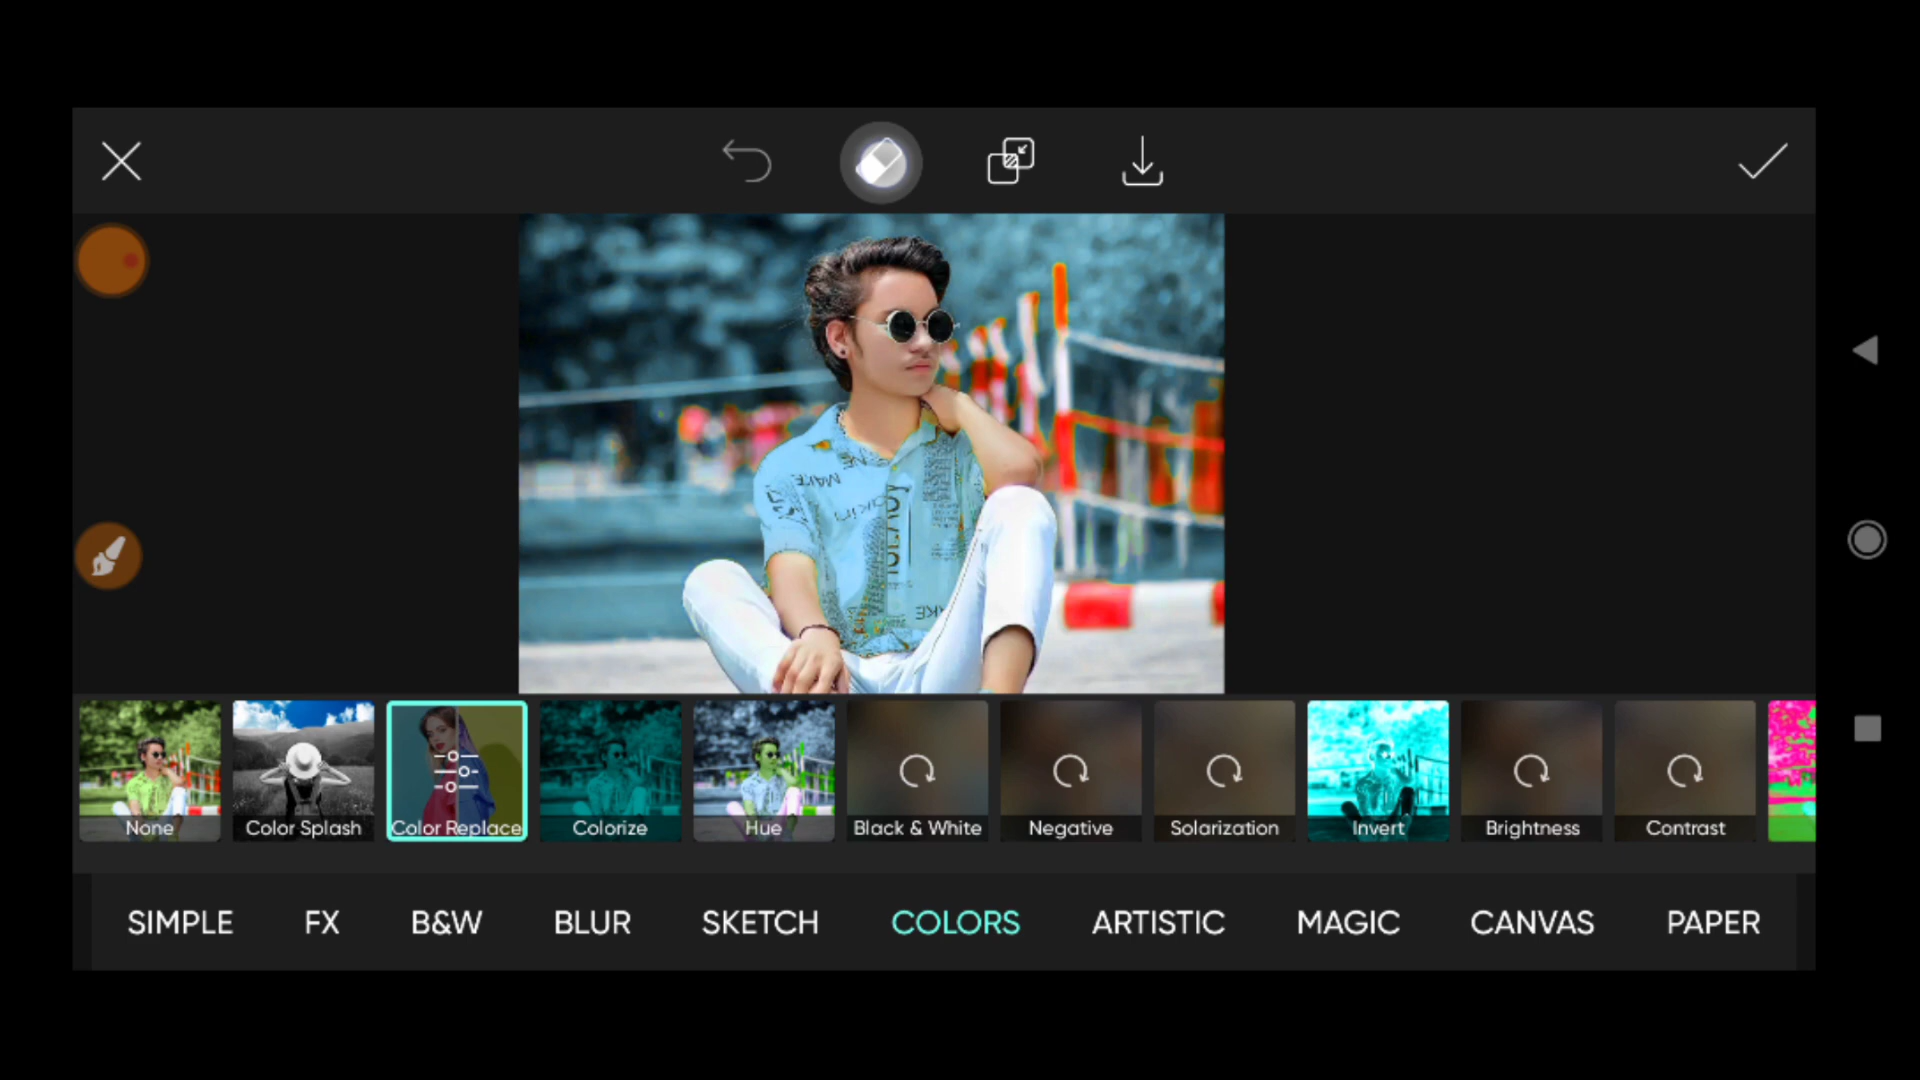 MAKE
None
Color Splash
Color Replace
Colorize
Hue
Black & White
Negative
Solarization
Invert
Brightness
Contrast
SIMPLE
FX
B&W
BLUR
SKETCH
COLORS
ARTISTIC
MAGIC
CANVAS
PAPER